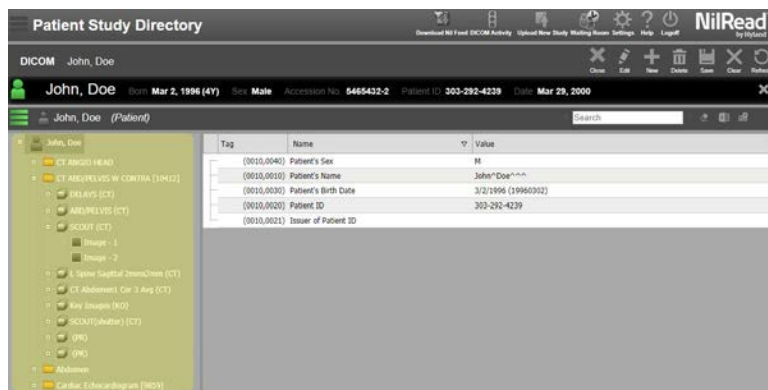 Patient Study Directory
Download Nil Feed DICOM Activity Upload New Study Waiting Room Settings Help Logoff
NilRead
by Hyland
DICOM John, Doe
Close Edit New Delete Save Clear Refres
John, Doe Born Mar 2, 1996 (4Y) Sex Male Accession No 5465432-2 Patient ID 303-292-4239 Date Mar 29, 2000
John, Doe (Patient)
Search
John, Doe
CT ANGIO HEAD
CT ABD/PELVIS W CONTRA [10412]
DELAYS (CT)
ABD/PELVIS (CT)
SCOUT (CT)
Image - 1
Image - 2
L Spine Sagittal 2mmx2mm (CT)
CT Abdomen1 Cor 3 Avg (CT)
Key Images (KO)
SCOUT(shutter) (CT)
(PR)
(PR)
Abdomen
Cardiac Echocardiogram [9859]
Tag Name Value
(0010,0040) Patient's Sex M
(0010,0010) Patient's Name John^Doe^^^
(0010,0030) Patient's Birth Date 3/2/1996 (19960302)
(0010,0020) Patient ID 303-292-4239
(0010,0021) Issuer of Patient ID